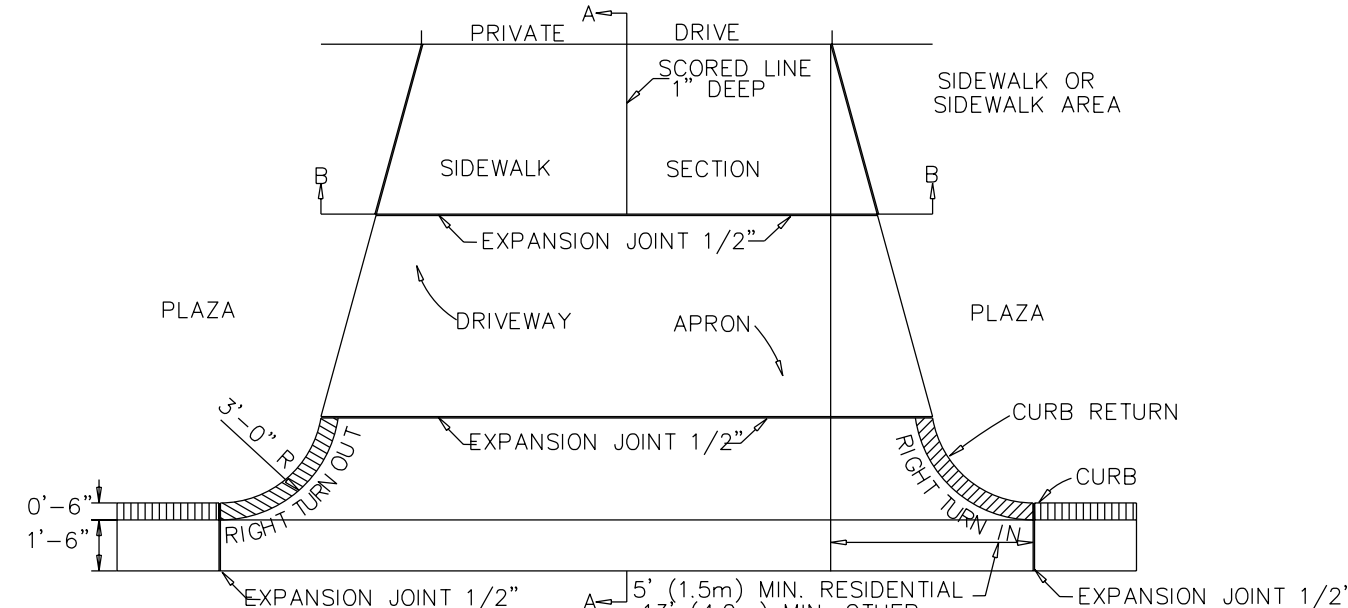 A
PRIVATE DRIVE
SCORED LINE
1" DEEP
SIDEWALK OR
SIDEWALK AREA
SIDEWALK SECTION
B
B
EXPANSION JOINT 1/2"
PLAZA
DRIVEWAY
APRON
PLAZA
3'-0" R
RIGHT TURN OUT
EXPANSION JOINT 1/2"
RIGHT TURN IN
CURB RETURN
CURB
0'-6"
1'-6"
EXPANSION JOINT 1/2"
A
5' (1.5m) MIN. RESIDENTIAL
MIN. OTHER
EXPANSION JOINT 1/2"